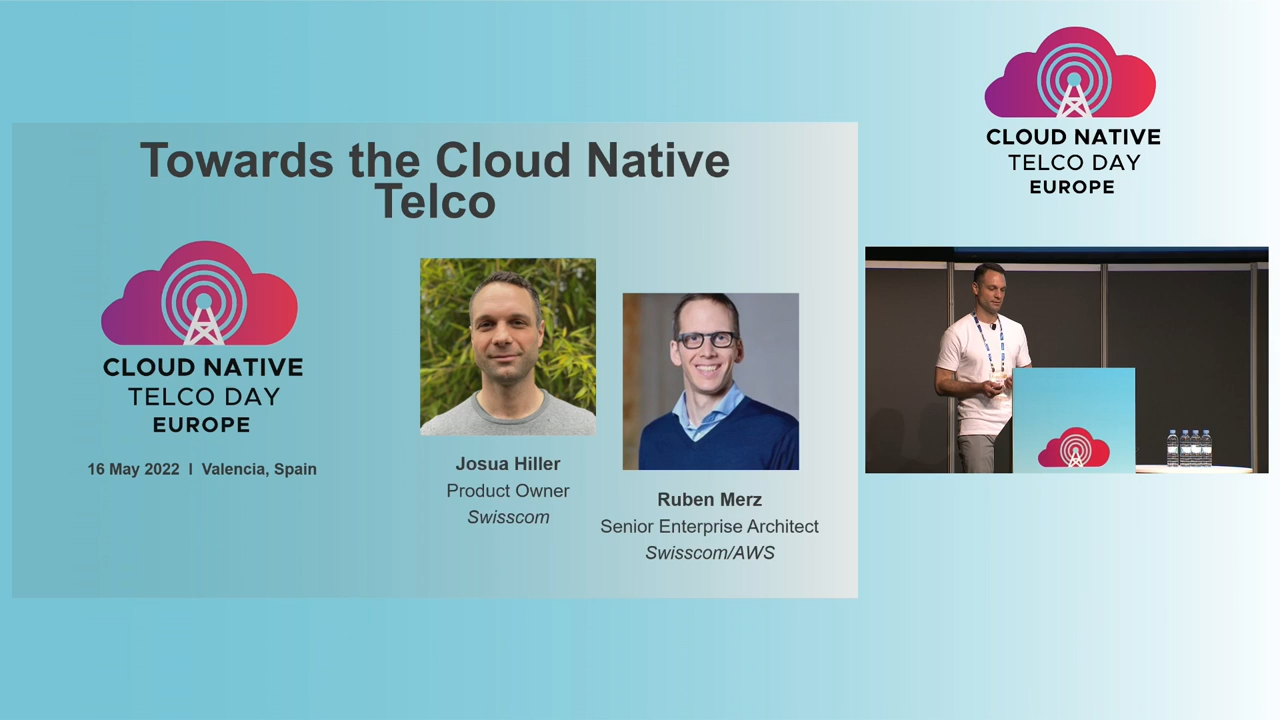 Towards the Cloud Native
Telco
CLOUD NATIVE
TELCO DAY
EUROPE
16 May 2022 I Valencia, Spain
Josua Hiller
Product Owner
Swisscom
Ruben Merz
Senior Enterprise Architect
Swisscom/AWS
CLOUD NATIVE
TELCO DAY
EUROPE